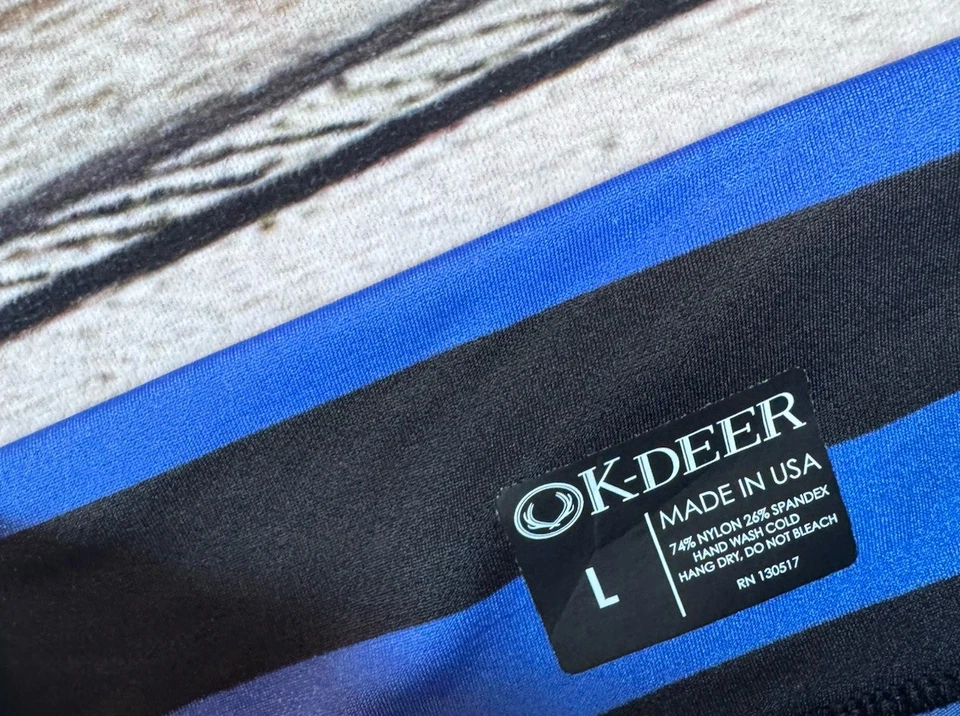 K-DEER
MADE IN USA
74% NYLON 26% SPANDEX
HAND WASH COLD
HANG DRY, DO NOT BLEACH
RN 130517
L